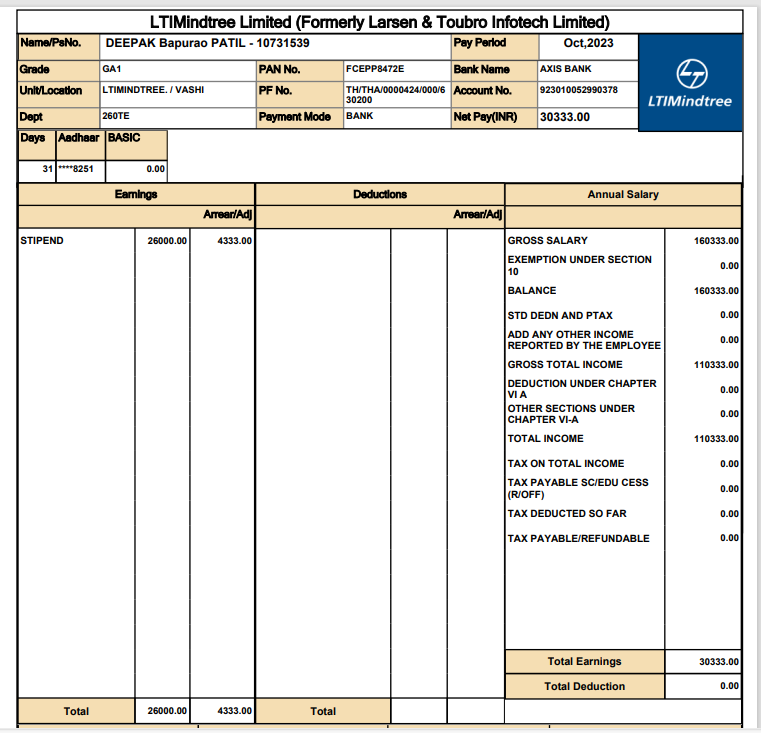 LTIMindtree Limited (Formerly Larsen & Toubro Infotech Limited)
Name/PsNo. DEEPAK Bapurao PATIL - 10731539 Pay Period Oct,2023
Grade GA1 PAN No. FCEPP8472E Bank Name AXIS BANK
Unit/Location LTIMINDTREE. / VASHI PF No. TH/THA/0000424/000/6 Account No. 923010052990378
30200
Dept 260TE Payment Mode BANK Net Pay(INR) 30333.00
LTIMindtree
Days Aadhaar BASIC
31 ****8251 0.00
Earnings Deductions Annual Salary
Arrear/Adj Arrear/Adj
STIPEND 26000.00 4333.00 GROSS SALARY 160333.00
EXEMPTION UNDER SECTION
10 0.00
BALANCE 160333.00
STD DEDN AND PTAX 0.00
ADD ANY OTHER INCOME
REPORTED BY THE EMPLOYEE 0.00
GROSS TOTAL INCOME 110333.00
DEDUCTION UNDER CHAPTER
VI A 0.00
OTHER SECTIONS UNDER
CHAPTER VI-A 0.00
TOTAL INCOME 110333.00
TAX ON TOTAL INCOME 0.00
TAX PAYABLE SC/EDU CESS
(R/OFF) 0.00
TAX DEDUCTED SO FAR 0.00
TAX PAYABLE/REFUNDABLE 0.00
Total Earnings 30333.00
Total Deduction 0.00
Total 26000.00 4333.00 Total